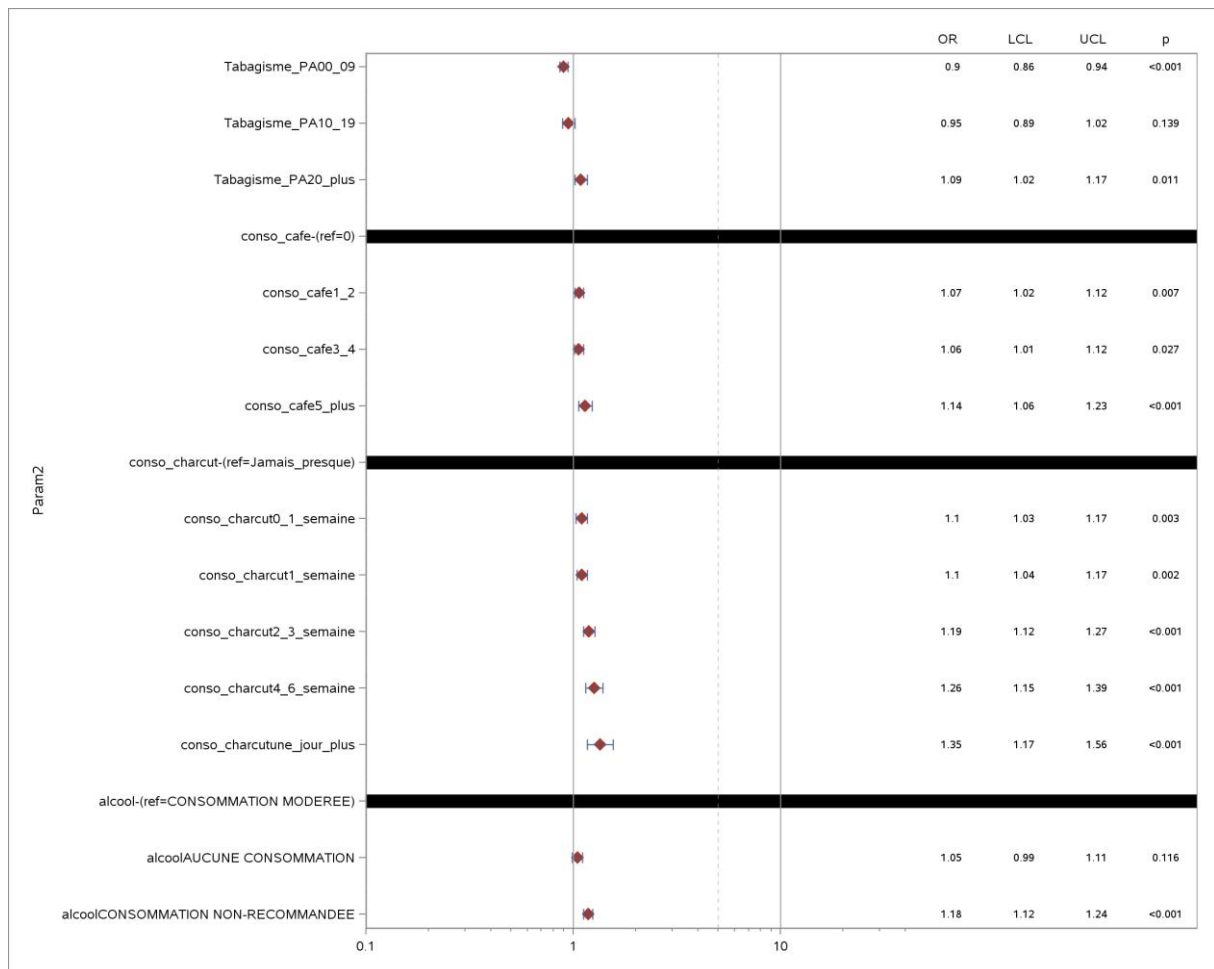 OR LCL UCL p
Tabagisme_PA00_09 0.9 0.86 0.94 <0.001
Tabagisme_PA10_19 0.95 0.89 1.02 0.139
Tabagisme_PA20_plus 1.09 1.02 1.17 0.011
conso_cafe-(ref=0)
conso_cafe1_2 1.07 1.02 1.12 0.007
conso_cafe3_4 1.06 1.01 1.12 0.027
conso_cafe5_plus 1.14 1.06 1.23 <0.001
conso_charcut-(ref=Jamais_presque)
Param2
conso_charcut0_1_semaine 1.1 1.03 1.17 0.003
conso_charcut1_semaine 1.1 1.04 1.17 0.002
conso_charcut2_3_semaine 1.19 1.12 1.27 <0.001
conso_charcut4_6_semaine 1.26 1.15 1.39 <0.001
conso_charcutune_jour_plus 1.35 1.17 1.56 <0.001
alcool-(ref=CONSOMMATION MODEREE)
alcoolAUCUNE CONSOMMATION 1.05 0.99 1.11 0.116
alcoolCONSOMMATION NON-RECOMMANDEE 1.18 1.12 1.24 <0.001
0.1 1 10